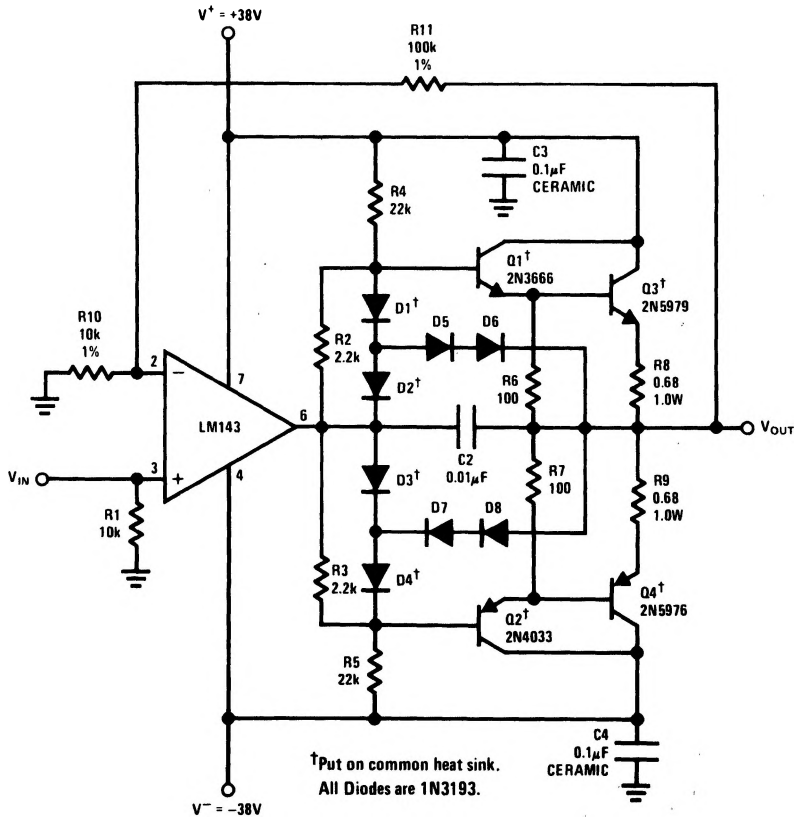 V+ = +38V
R11
100k
1%
C3
0.1μF
CERAMIC
R4
22k
Q1†
2N3666
Q3†
2N5979
D1†
D5 D6
R10
10k
1%
R2
2.2k
R6
100
R8
0.68
1.0W
2
−
7
D2†
LM143
6
VOUT
VIN
3
+
4
C2
0.01μF
R7
100
R9
0.68
1.0W
R1
10k
D3†
D7 D8
R3
2.2k
D4†
Q2†
2N4033
Q4†
2N5976
R5
22k
C4
0.1μF
CERAMIC
†Put on common heat sink.
All Diodes are 1N3193.
V− = −38V